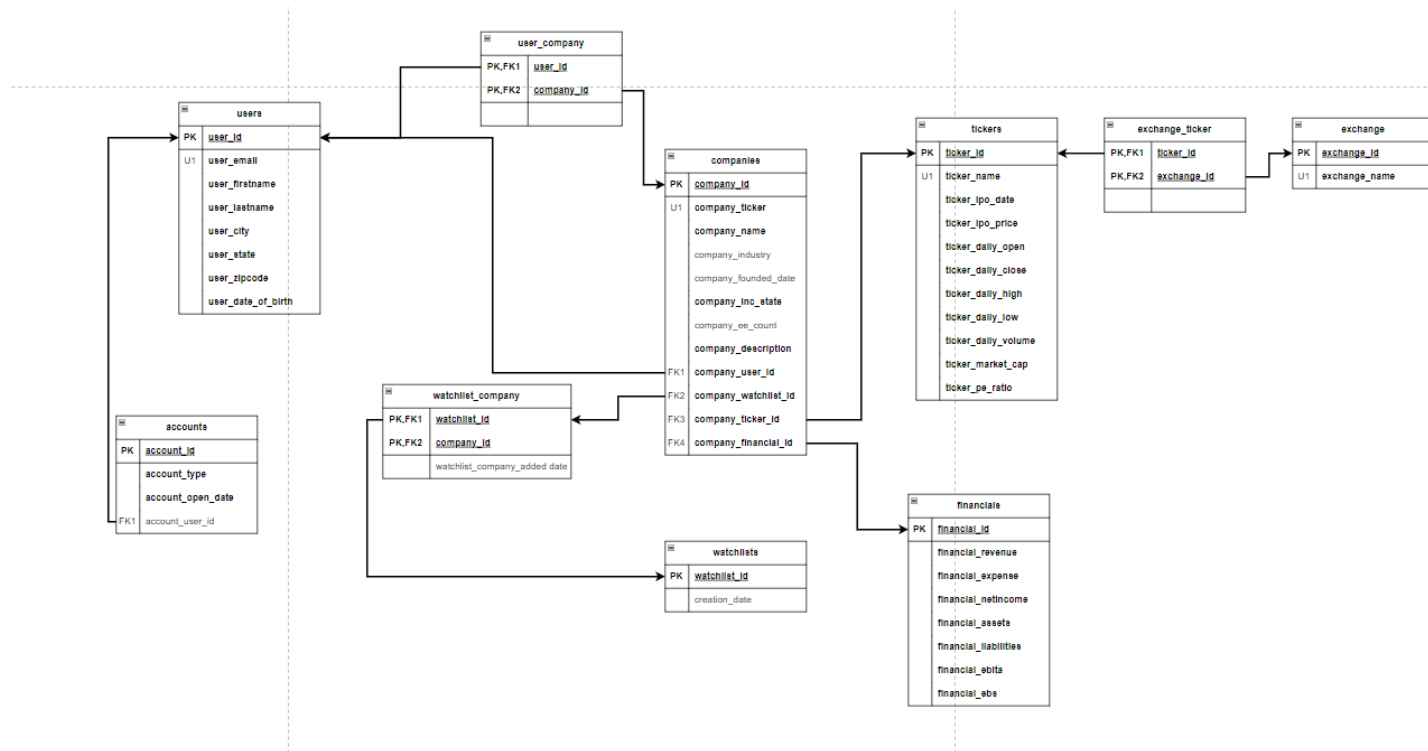 user_company
PK,FK1 user_id
PK,FK2 company_id
users
PK user_id
U1 user_email
user_firstname
user_lastname
user_city
user_state
user_zipcode
user_date_of_birth
companies
PK company_id
U1 company_ticker
company_name
company_industry
company_founded_date
company_inc_state
company_ee_count
company_description
FK1 company_user_id
FK2 company_watchlist_id
FK3 company_ticker_id
FK4 company_financial_id
tickers
PK ticker_id
U1 ticker_name
ticker_ipo_date
ticker_ipo_price
ticker_daily_open
ticker_daily_close
ticker_daily_high
ticker_daily_low
ticker_daily_volume
ticker_market_cap
ticker_pe_ratio
exchange_ticker
PK,FK1 ticker_id
PK,FK2 exchange_id
exchange
PK exchange_id
U1 exchange_name
watchlist_company
PK,FK1 watchlist_id
PK,FK2 company_id
watchlist_company_added date
accounts
PK account_id
account_type
account_open_date
FK1 account_user_id
watchlists
PK watchlist_id
creation_date
financials
PK financial_id
financial_revenue
financial_expense
financial_netincome
financial_assets
financial_liabilities
financial_ebita
financial_ebs